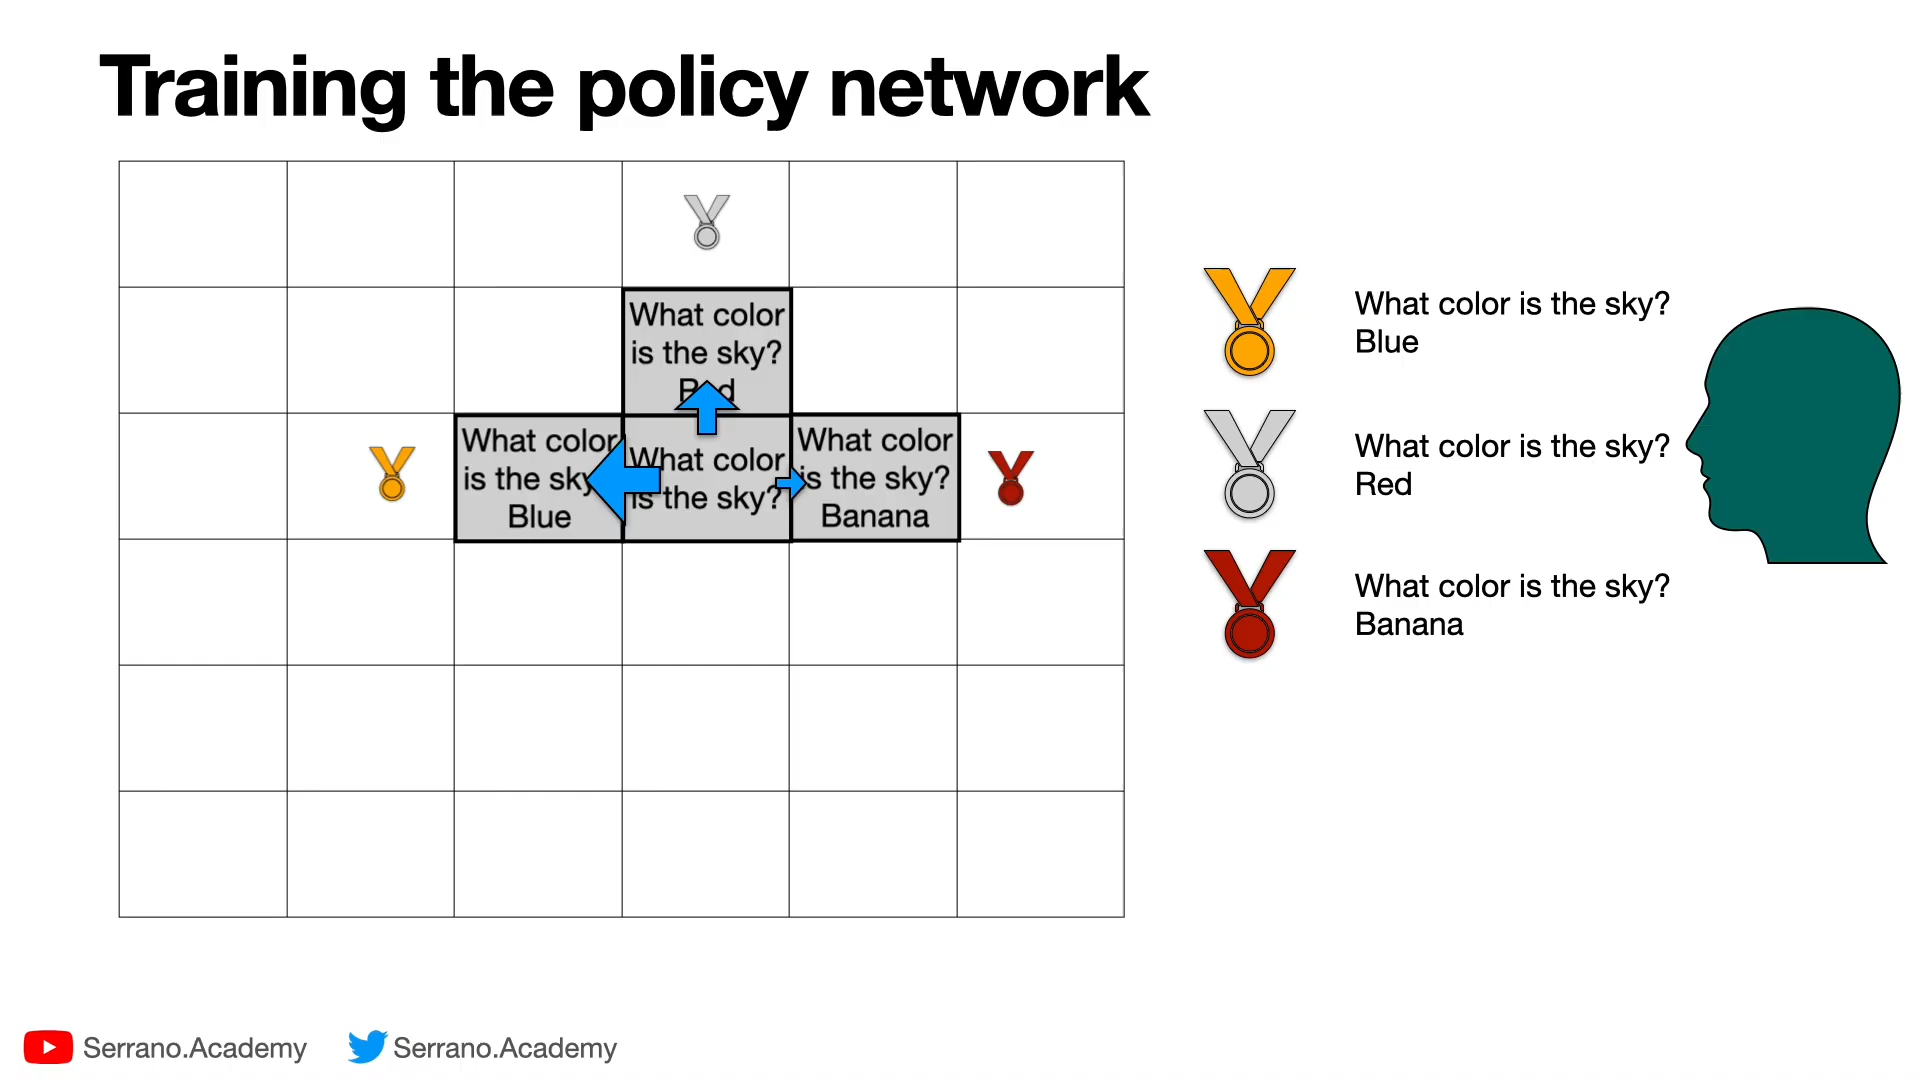 Training the policy network
What color
is the sky?
Red
What color
is the sky
Blue
What color
is the sky?
What color
is the sky?
Banana
What color is the sky?
Blue
What color is the sky?
Red
What color is the sky?
Banana
Serrano.Academy
Serrano.Academy